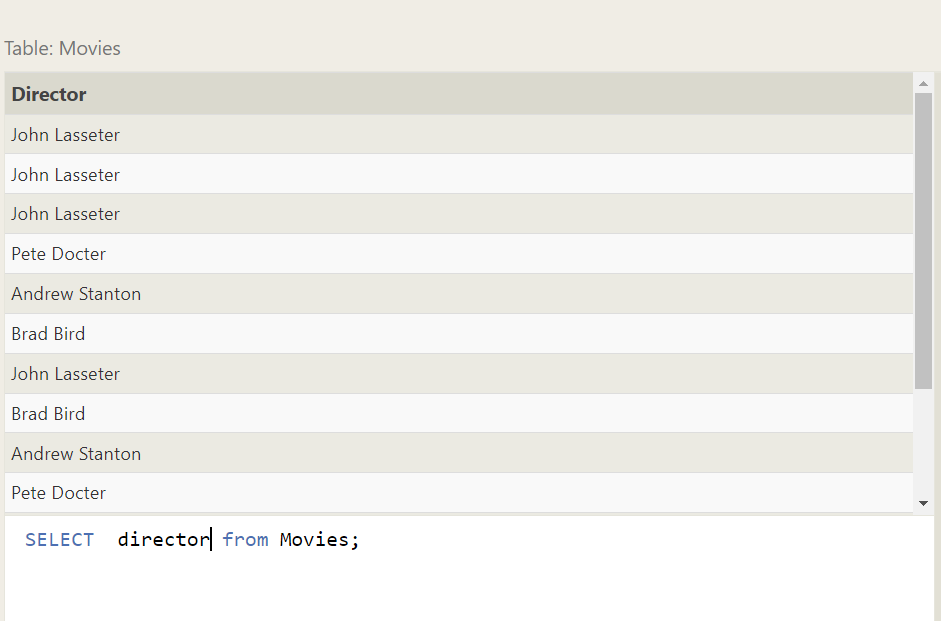 Table: Movies
Director
John Lasseter
John Lasseter
John Lasseter
Pete Docter
Andrew Stanton
Brad Bird
John Lasseter
Brad Bird
Andrew Stanton
Pete Docter
SELECT  director from Movies;